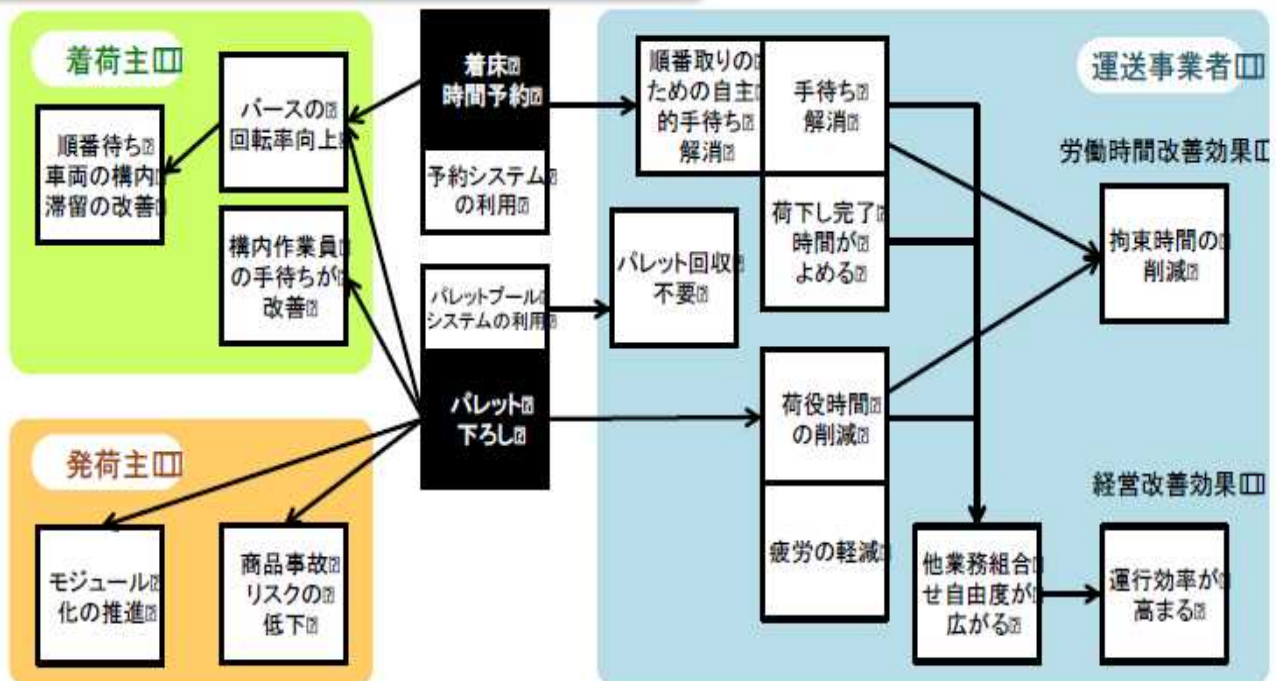 着荷主
順番待ち
車両の構内
滞留の改善
バースの
回転率向上
構内作業員
の手待ちが
改善
着床
時間予約
予約システム
の利用
パレットプール
システムの利用
パレット
下ろし
発荷主
モジュール
化の推進
商品事故
リスクの
低下
運送事業者
順番取りの
ための自主
的手待ち
解消
手待ち
解消
荷下し完了
時間が
よめる
パレット回収
不要
荷役時間
の削減
疲労の軽減
労働時間改善効果
拘束時間の
削減
経営改善効果
他業務組合
せ自由度が
広がる
運行効率が
高まる